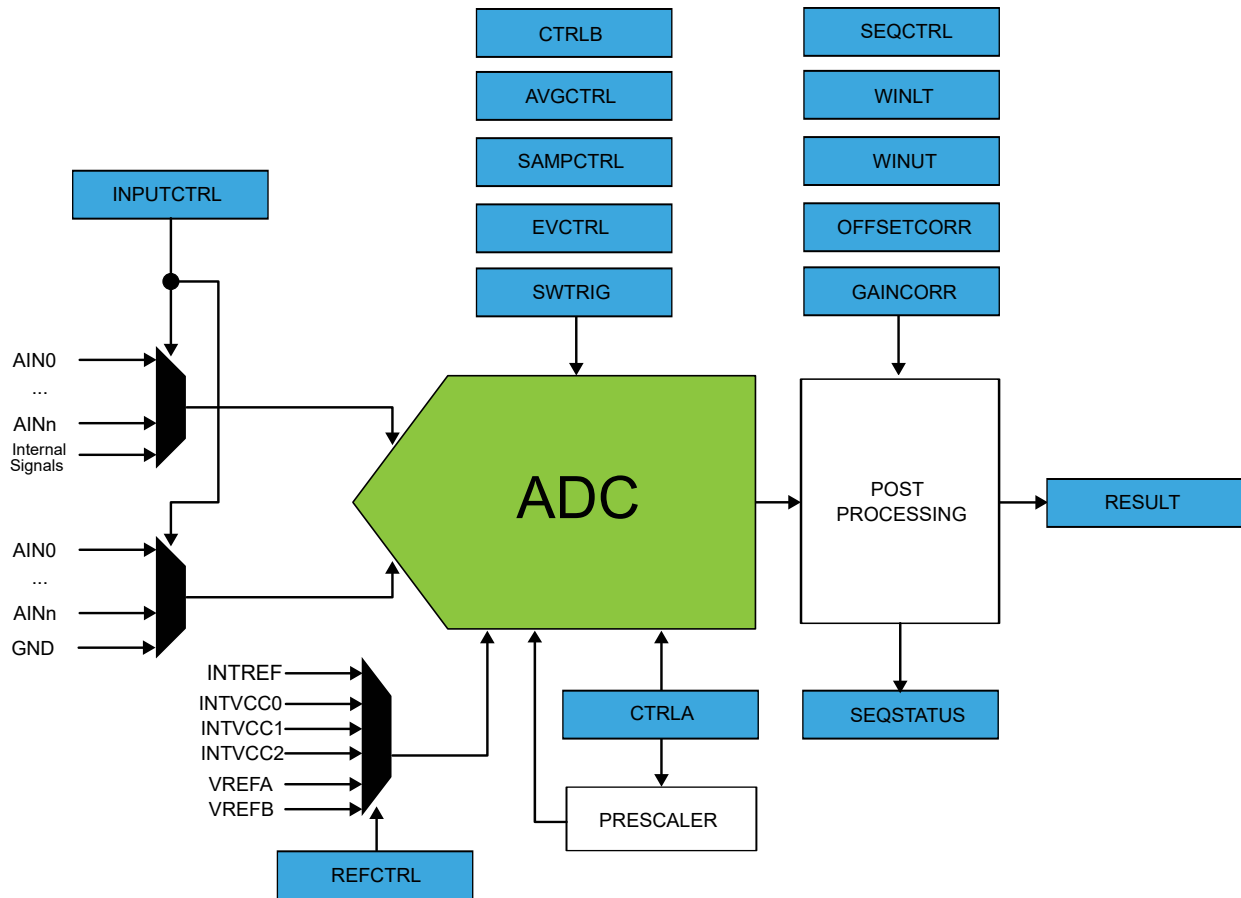 CTRLB
SEQCTRL
AVGCTRL
WINLT
SAMPCTRL
WINUT
INPUTCTRL
EVCTRL
OFFSETCORR
SWTRIG
GAINCORR
AIN0
...
AINn
Internal
Signals
ADC
POST
PROCESSING
RESULT
AIN0
...
AINn
GND
INTREF
INTVCC0
INTVCC1
INTVCC2
VREFA
VREFB
CTRLA
SEQSTATUS
PRESCALER
REFCTRL